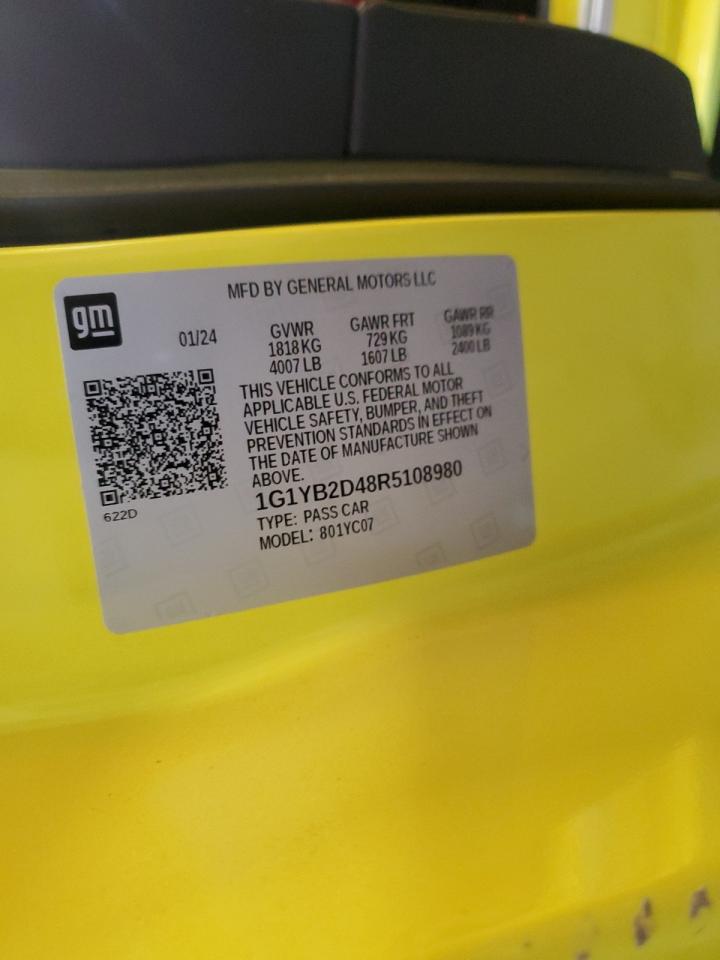 MFD BY GENERAL MOTORS LLC
gm
01/24
GVWR
1818 KG
4007 LB
GAWR FRT
729 KG
1607 LB
GAWR RR
1089 KG
2400 LB
THIS VEHICLE CONFORMS TO ALL
APPLICABLE U.S. FEDERAL MOTOR
VEHICLE SAFETY, BUMPER, AND THEFT
PREVENTION STANDARDS IN EFFECT ON
THE DATE OF MANUFACTURE SHOWN
ABOVE.
1G1YB2D48R5108980
622D
TYPE: PASS CAR
MODEL: 801YC07